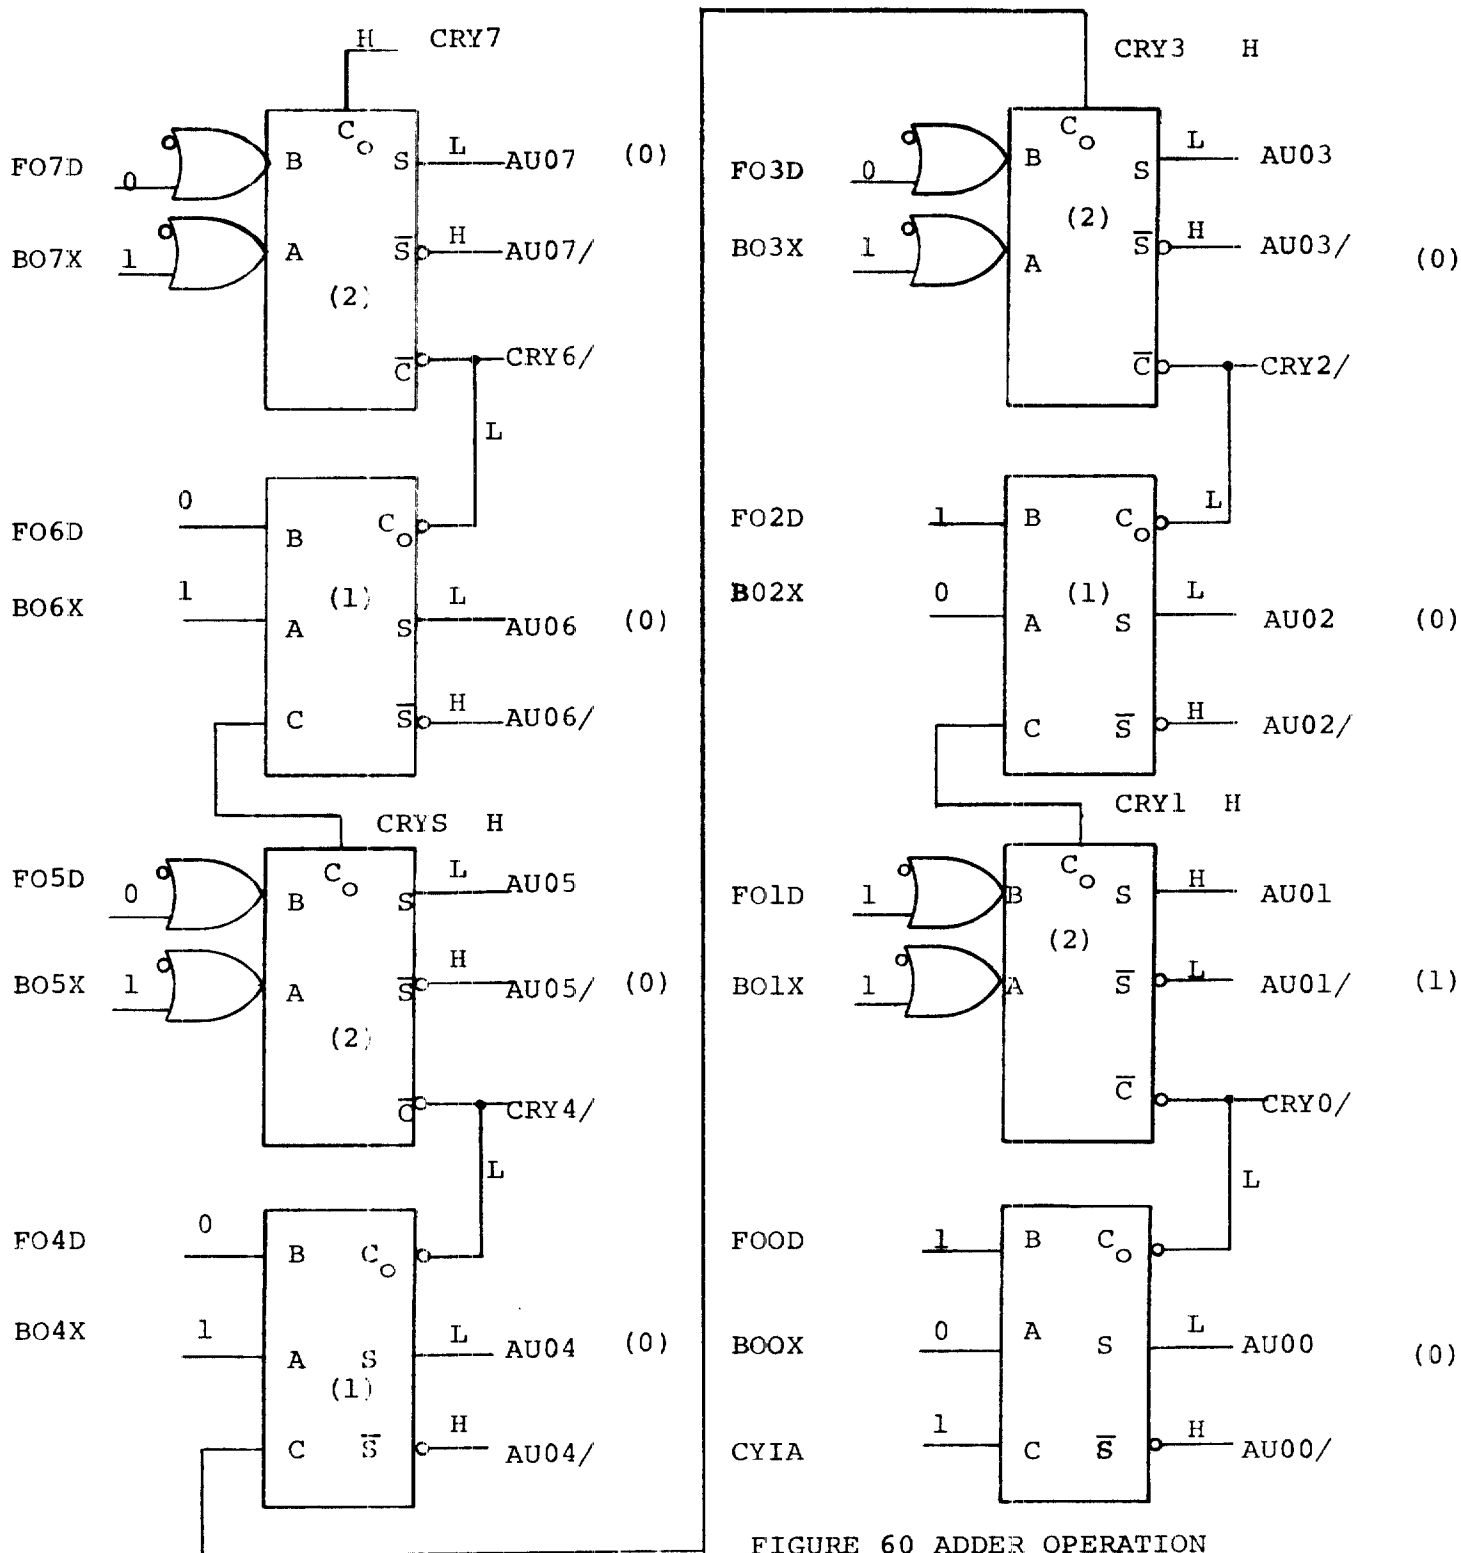 H CRY7
CRY3 H
Co
FO7D 0 B S L AU07 (0)
BO7X 1 A S H AU07/
(2)
C CRY6/
L
0
FO6D B Co
1
BO6X (1) L AU06 (0)
A S
C S H AU06/
CRYS H
FO5D 0 Co L AU05
B S
H
BO5X 1 A S AU05/ (0)
(2)
C CRY4/
L
0
FO4D B Co
BO4X 1 L AU04 (0)
A S
(1)
H
C S AU04/
Co
FO3D 0 B S L AU03
(2)
BO3X 1 A S H AU03/ (0)
C CRY2/
L
FO2D 1 B Co
B02X 0 (1) L
A S AU02 (0)
C S H AU02/
CRY1 H
Co
FO1D 1 B S H AU01
(2)
BO1X 1 A S L AU01/ (1)
C CRY0/
L
FOOD 1 B Co
BOOX 0 A S L AU00 (0)
CYIA 1 C S H AU00/
FIGURE 60 ADDER OPERATION